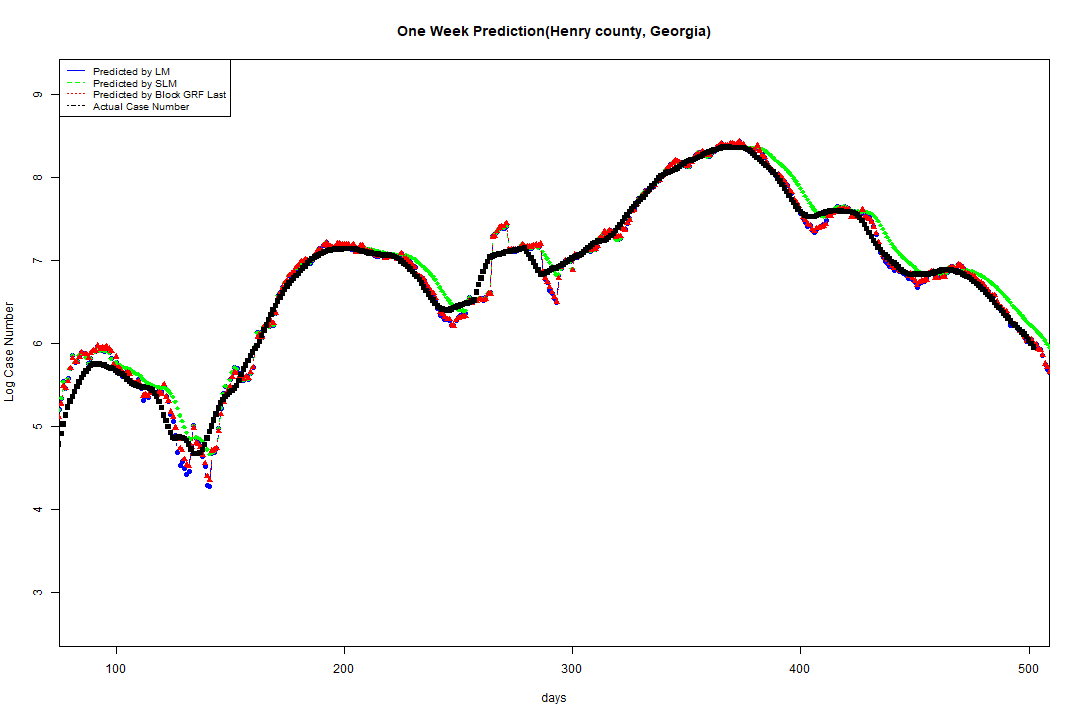 One Week Prediction(Henry county, Georgia)
Predicted by LM
Predicted by SLM
Predicted by Block GRF Last
Actual Case Number
9
8
7
6
5
4
3
Log Case Number
100 200 300 400 500
days